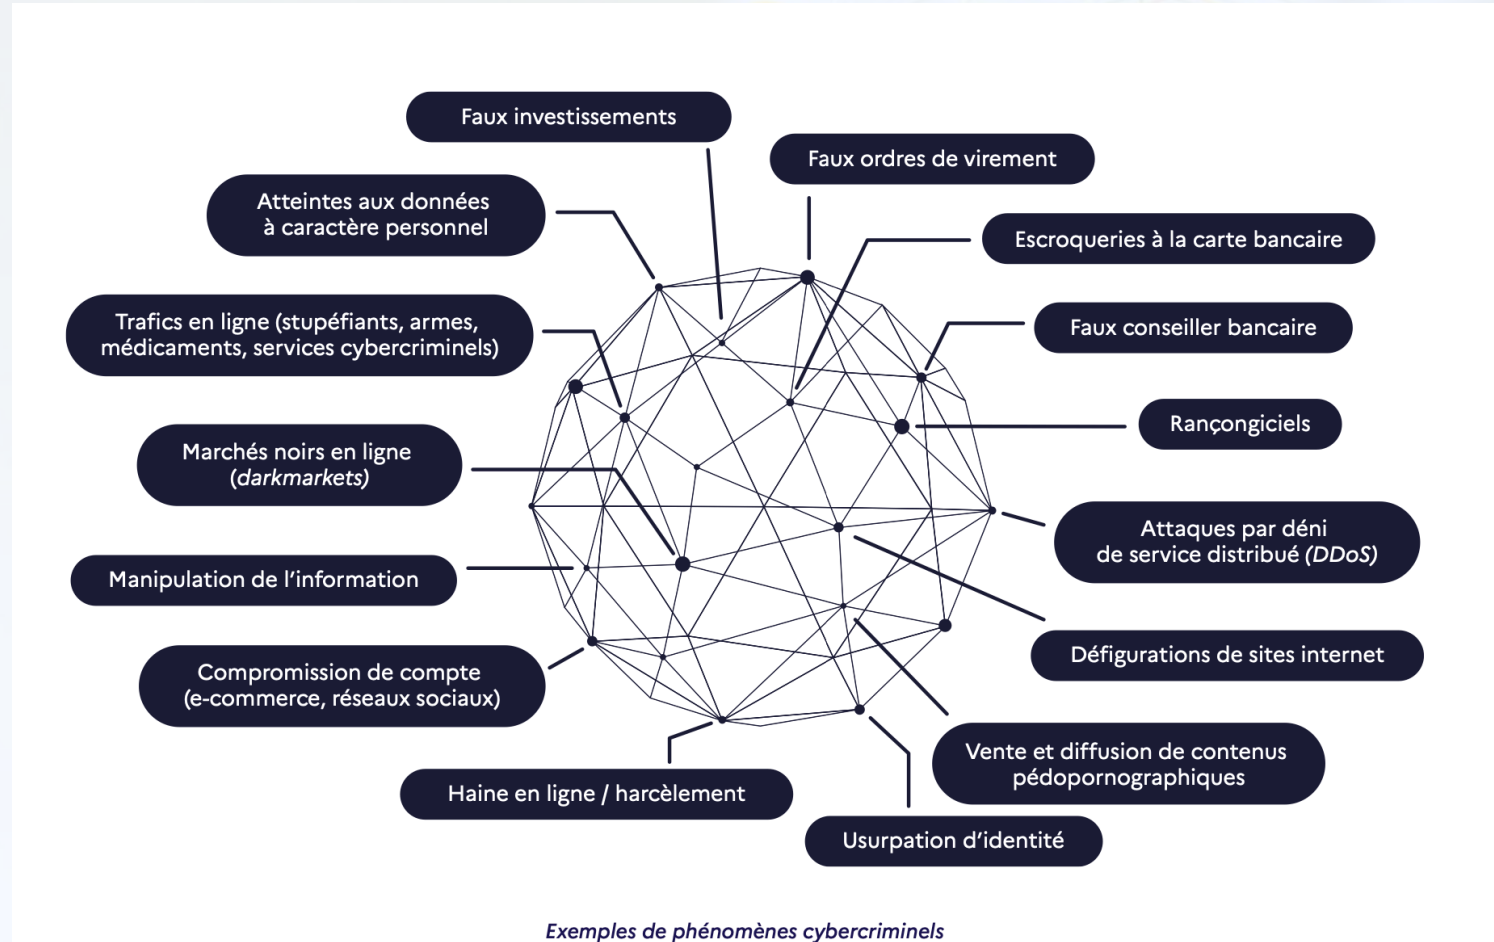 Faux investissements
Faux ordres de virement
Atteintes aux données
à caractère personnel
Escroqueries à la carte bancaire
Trafics en ligne (stupéfiants, armes,
médicaments, services cybercriminels)
Faux conseiller bancaire
Rançongiciels
Marchés noirs en ligne
(darkmarkets)
Attaques par déni
de service distribué (DDoS)
Manipulation de l’information
Défigurations de sites internet
Compromission de compte
(e-commerce, réseaux sociaux)
Vente et diffusion de contenus
pédopornographiques
Haine en ligne / harcèlement
Usurpation d’identité
Exemples de phénomènes cybercriminels